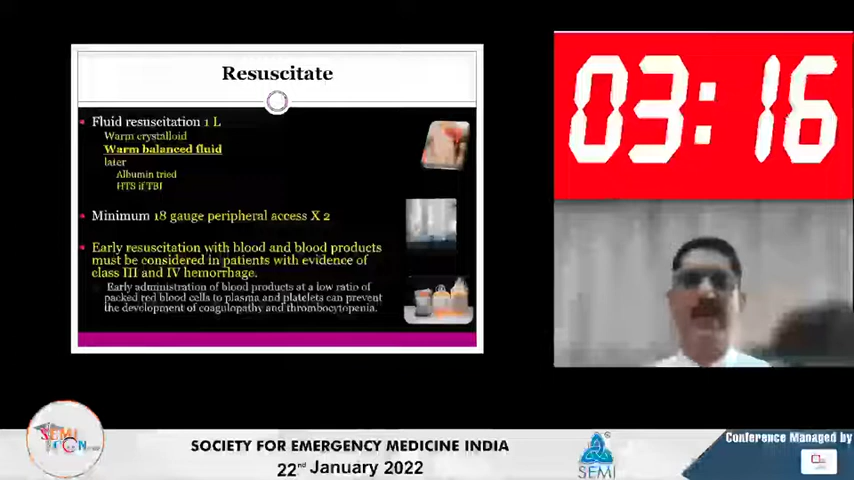 Resuscitate
Fluid resuscitation 1 L
Warm crystalloid
Warm balanced fluid
later
Albumin tried
HTS if TBI
Minimum 18 gauge peripheral access X 2
Early resuscitation with blood and blood products
must be considered in patients with evidence of
class III and IV hemorrhage.
Early administration of blood products at a low ratio of
packed red blood cells to plasma and platelets can prevent
the development of coagulopathy and thrombocytopenia.
03:16
SOCIETY FOR EMERGENCY MEDICINE INDIA
22nd January 2022
SEMI
Conference Managed by